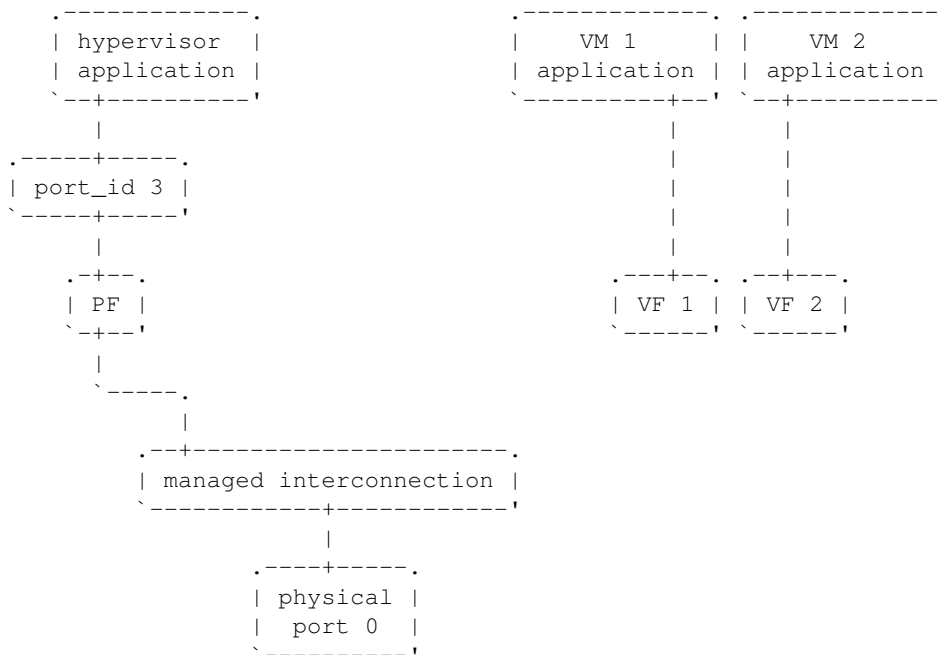 hypervisor
application
VM 1
application
VM 2
application
port_id 3
PF
VF 1
VF 2
managed interconnection
physical
port 0